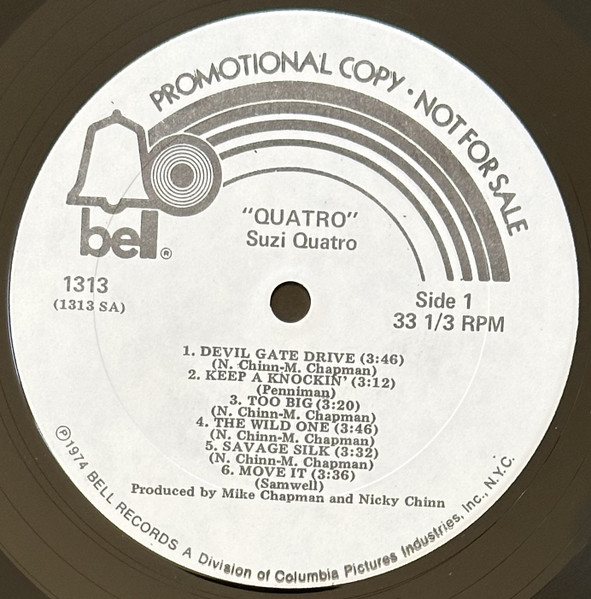 PROMOTIONAL COPY • NOT FOR SALE
bell®
"QUATRO"
Suzi Quatro
1313
(1313 SA)
Side 1
33 1/3 RPM
1. DEVIL GATE DRIVE (3:46)
(N. Chinn-M. Chapman)
2. KEEP A KNOCKIN' (3:12)
(Penniman)
3. TOO BIG (3:20)
(N. Chinn-M. Chapman)
4. THE WILD ONE (3:46)
(N. Chinn-M. Chapman)
5. SAVAGE SILK (3:32)
(N. Chinn-M. Chapman)
6. MOVE IT (3:36)
(Samwell)
Produced by Mike Chapman and Nicky Chinn
℗1974 BELL RECORDS A Division of Columbia Pictures Industries, Inc., N.Y.C.